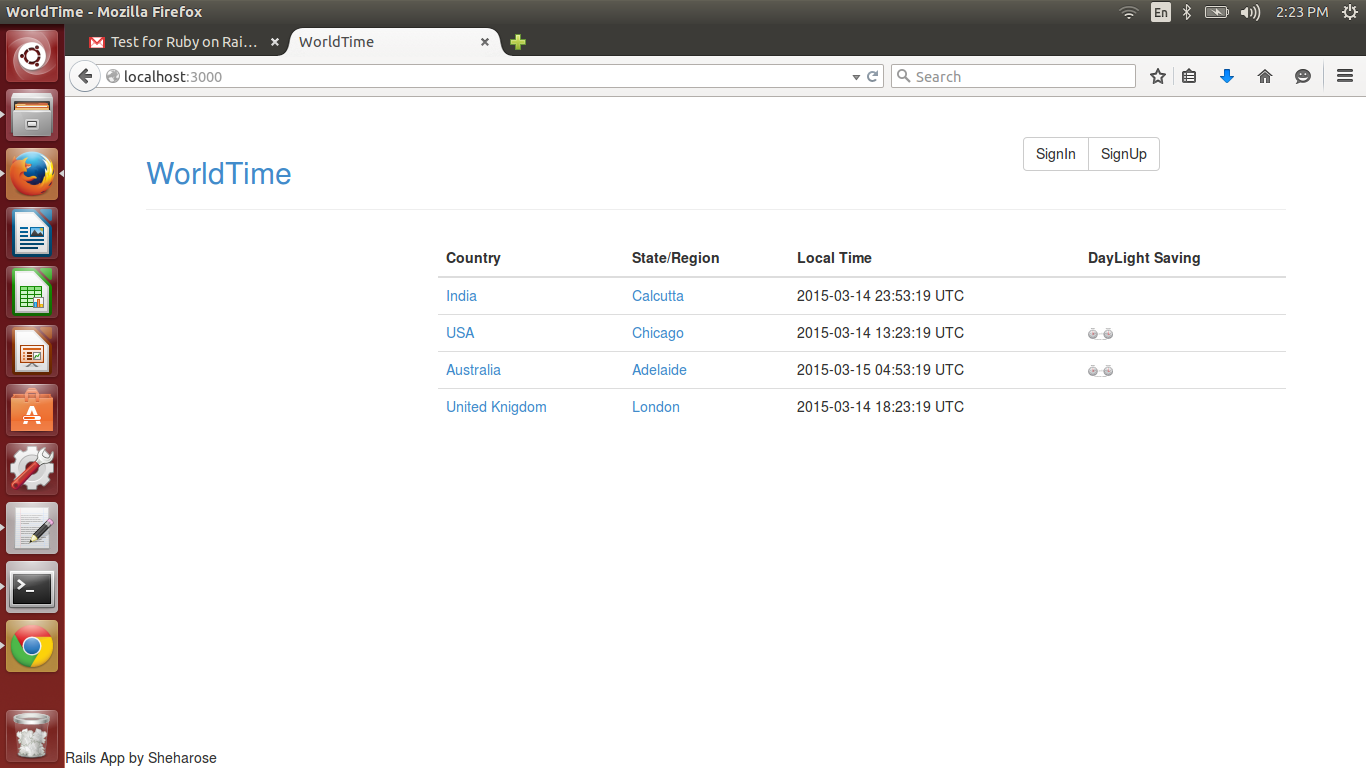 WorldTime - Mozilla Firefox
En
2:23 PM
Test for Ruby on Rai...
WorldTime
localhost:3000
Search
SignIn
SignUp
WorldTime
Country State/Region Local Time DayLight Saving
India Calcutta 2015-03-14 23:53:19 UTC
USA Chicago 2015-03-14 13:23:19 UTC
Australia Adelaide 2015-03-15 04:53:19 UTC
United Knigdom London 2015-03-14 18:23:19 UTC
Rails App by Sheharose